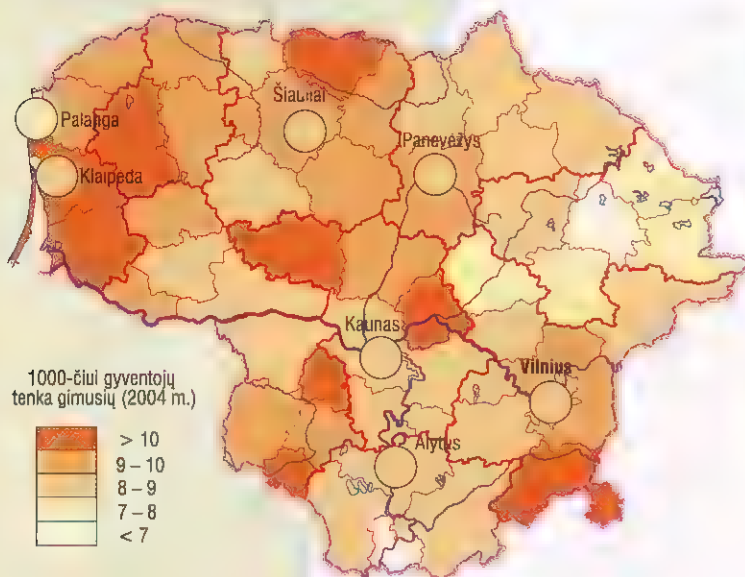 Šiauliai
Palanga
Panevėžys
Klaipėda
Kaunas
Vilnius
Alytus
1000-čiui gyventojų
tenka gimusių (2004 m.)
> 10
9 – 10
8 – 9
7 – 8
< 7